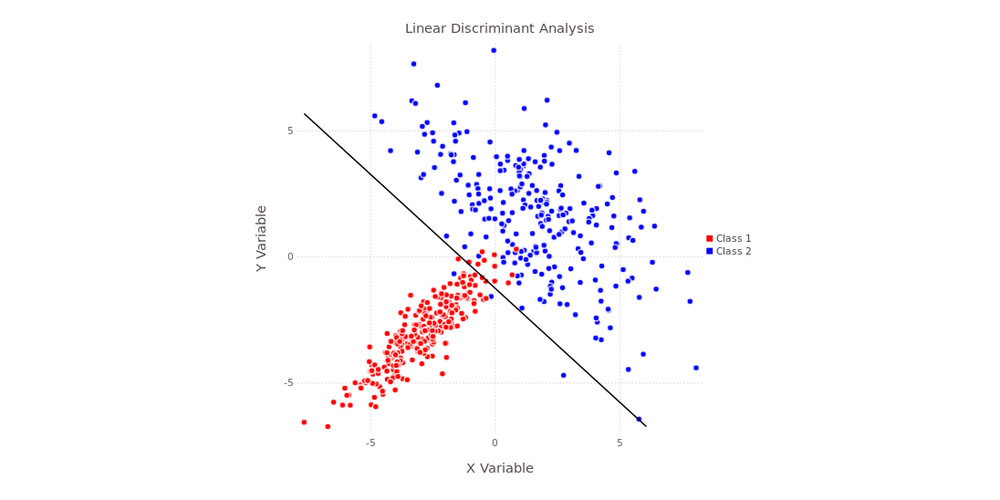 Linear Discriminant Analysis
Y Variable
5
0
-5
-5
0
5
X Variable
Class 1
Class 2